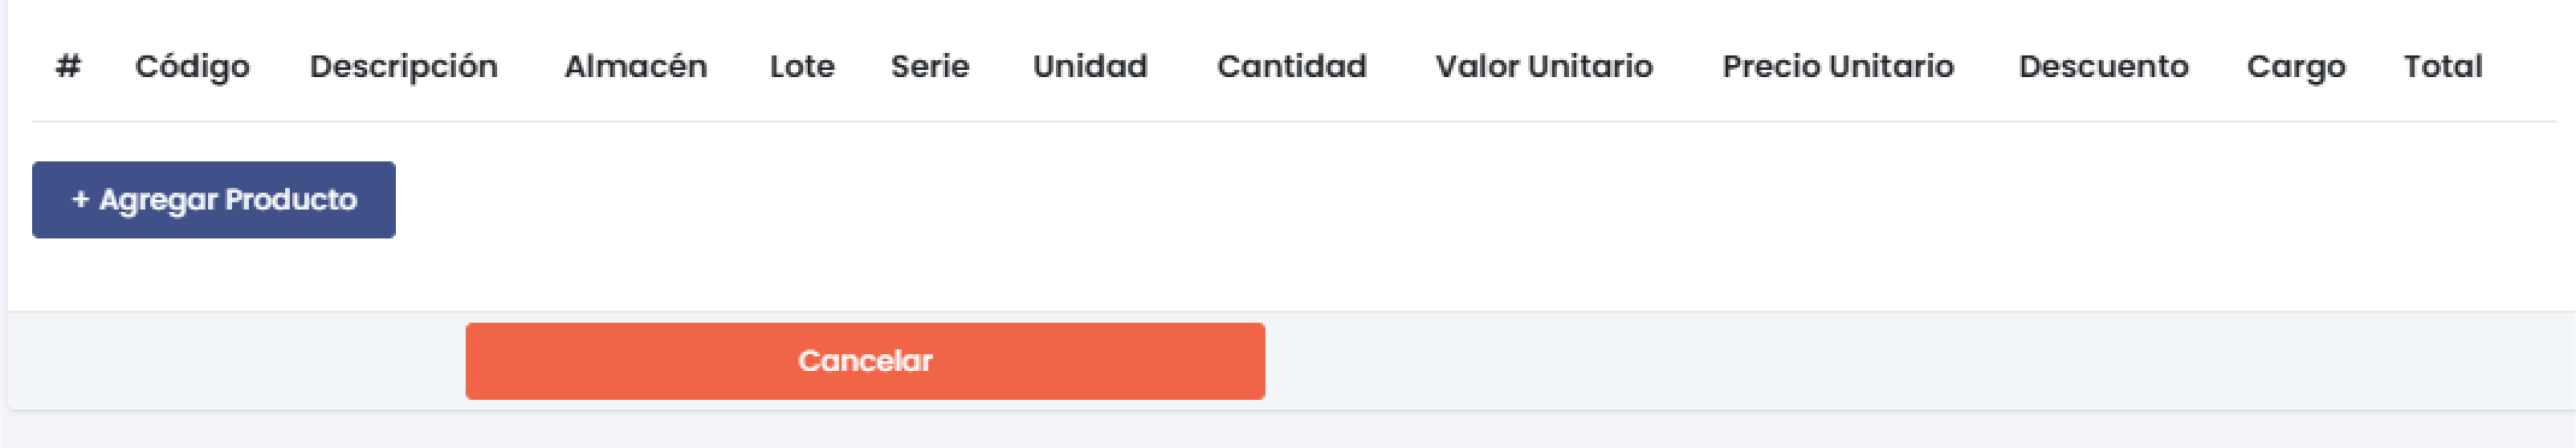 # Código Descripción Almacén Lote Serie Unidad Cantidad Valor Unitario Precio Unitario Descuento Cargo Total
+ Agregar Producto
Cancelar